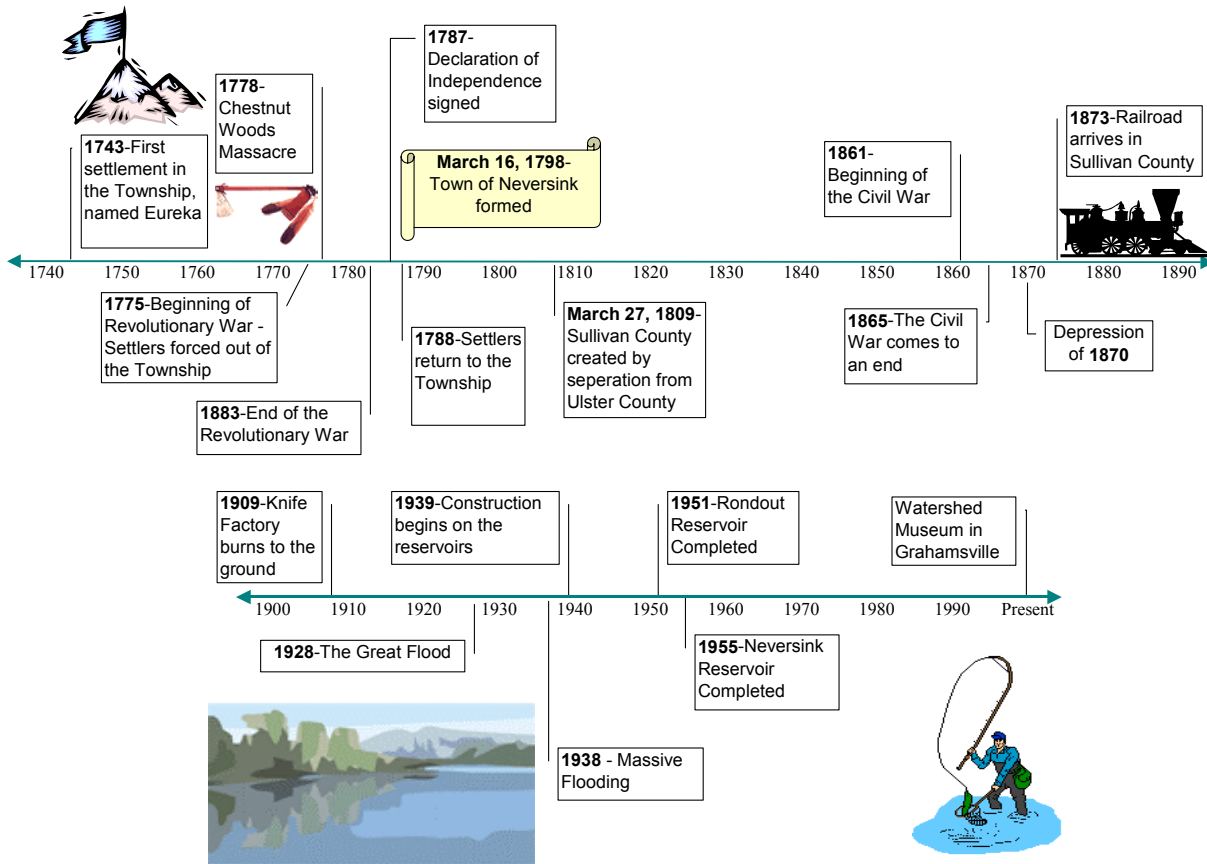 1787-
Declaration of
Independence
signed
1778-
Chestnut
Woods
Massacre
1743-First
settlement in
the Township,
named Eureka
March 16, 1798-
Town of Neversink
formed
1861-
Beginning of
the Civil War
1873-Railroad
arrives in
Sullivan County
1740 1750 1760 1770 1780 1790 1800 1810 1820 1830 1840 1850 1860 1870 1880 1890
1775-Beginning of
Revolutionary War -
Settlers forced out of
the Township
1883-End of the
Revolutionary War
1788-Settlers
return to the
Township
March 27, 1809-
Sullivan County
created by
seperation from
Ulster County
1865-The Civil
War comes to
an end
Depression
of 1870
1909-Knife
Factory
burns to the
ground
1939-Construction
begins on the
reservoirs
1951-Rondout
Reservoir
Completed
Watershed
Museum in
Grahamsville
1900 1910 1920 1930 1940 1950 1960 1970 1980 1990 Present
1928-The Great Flood
1955-Neversink
Reservoir
Completed
1938 - Massive
Flooding